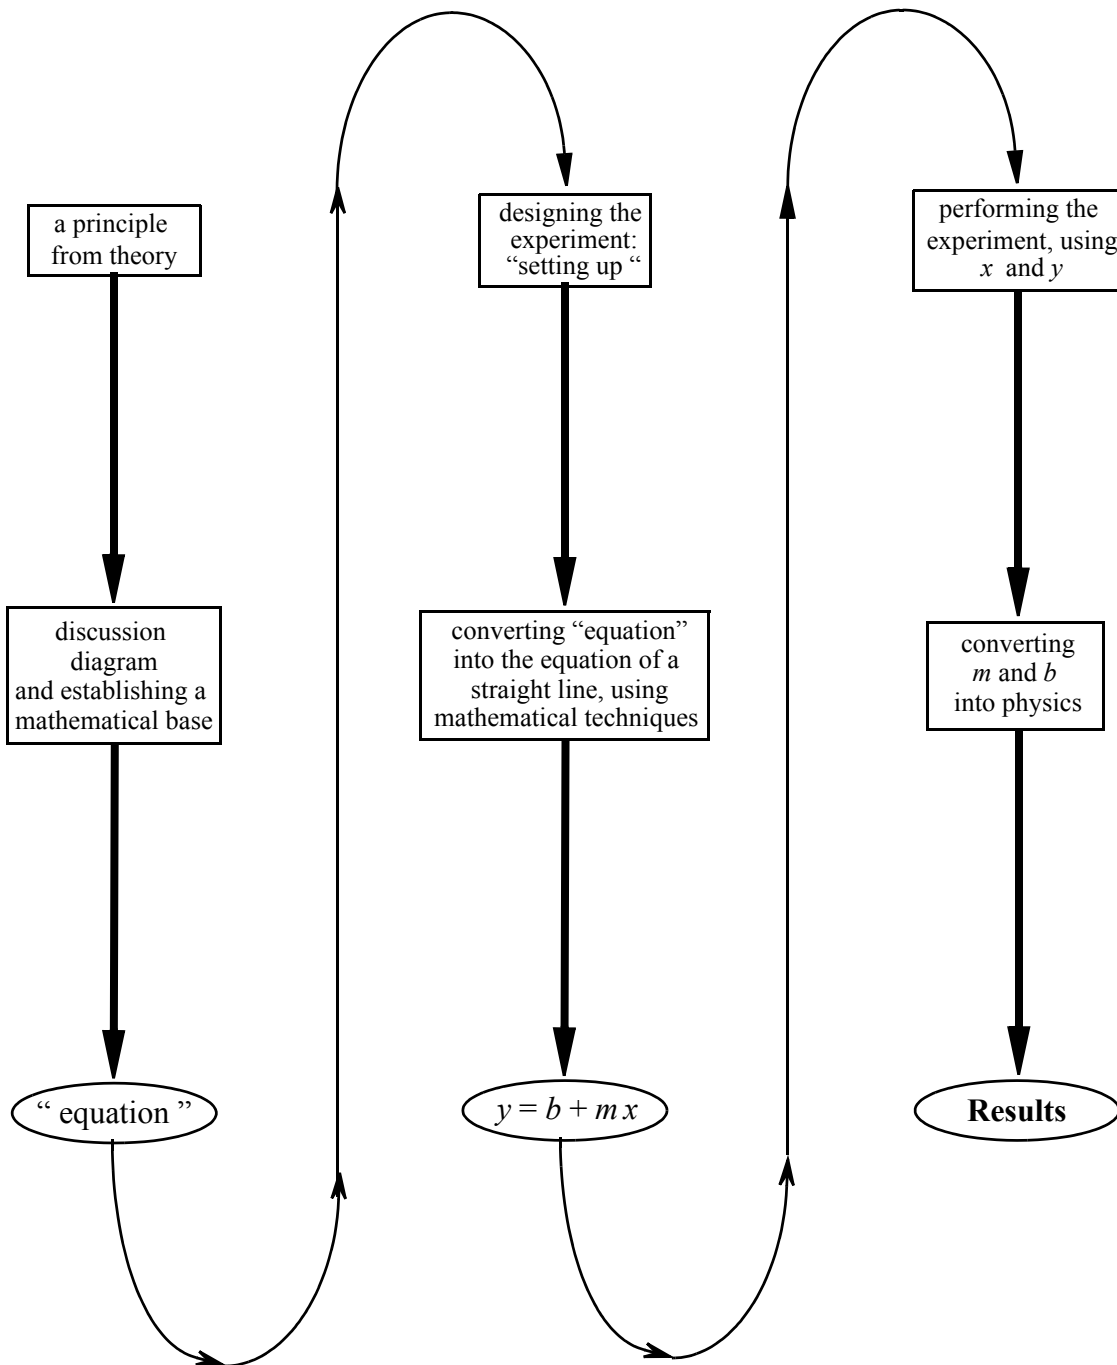 a principle
from theory
discussion
diagram
and establishing a
mathematical base
“ equation ”
designing the
experiment:
“setting up “
converting “equation”
into the equation of a
straight line, using
mathematical techniques
y = b + m x
performing the
experiment, using
x and y
converting
m and b
into physics
Results